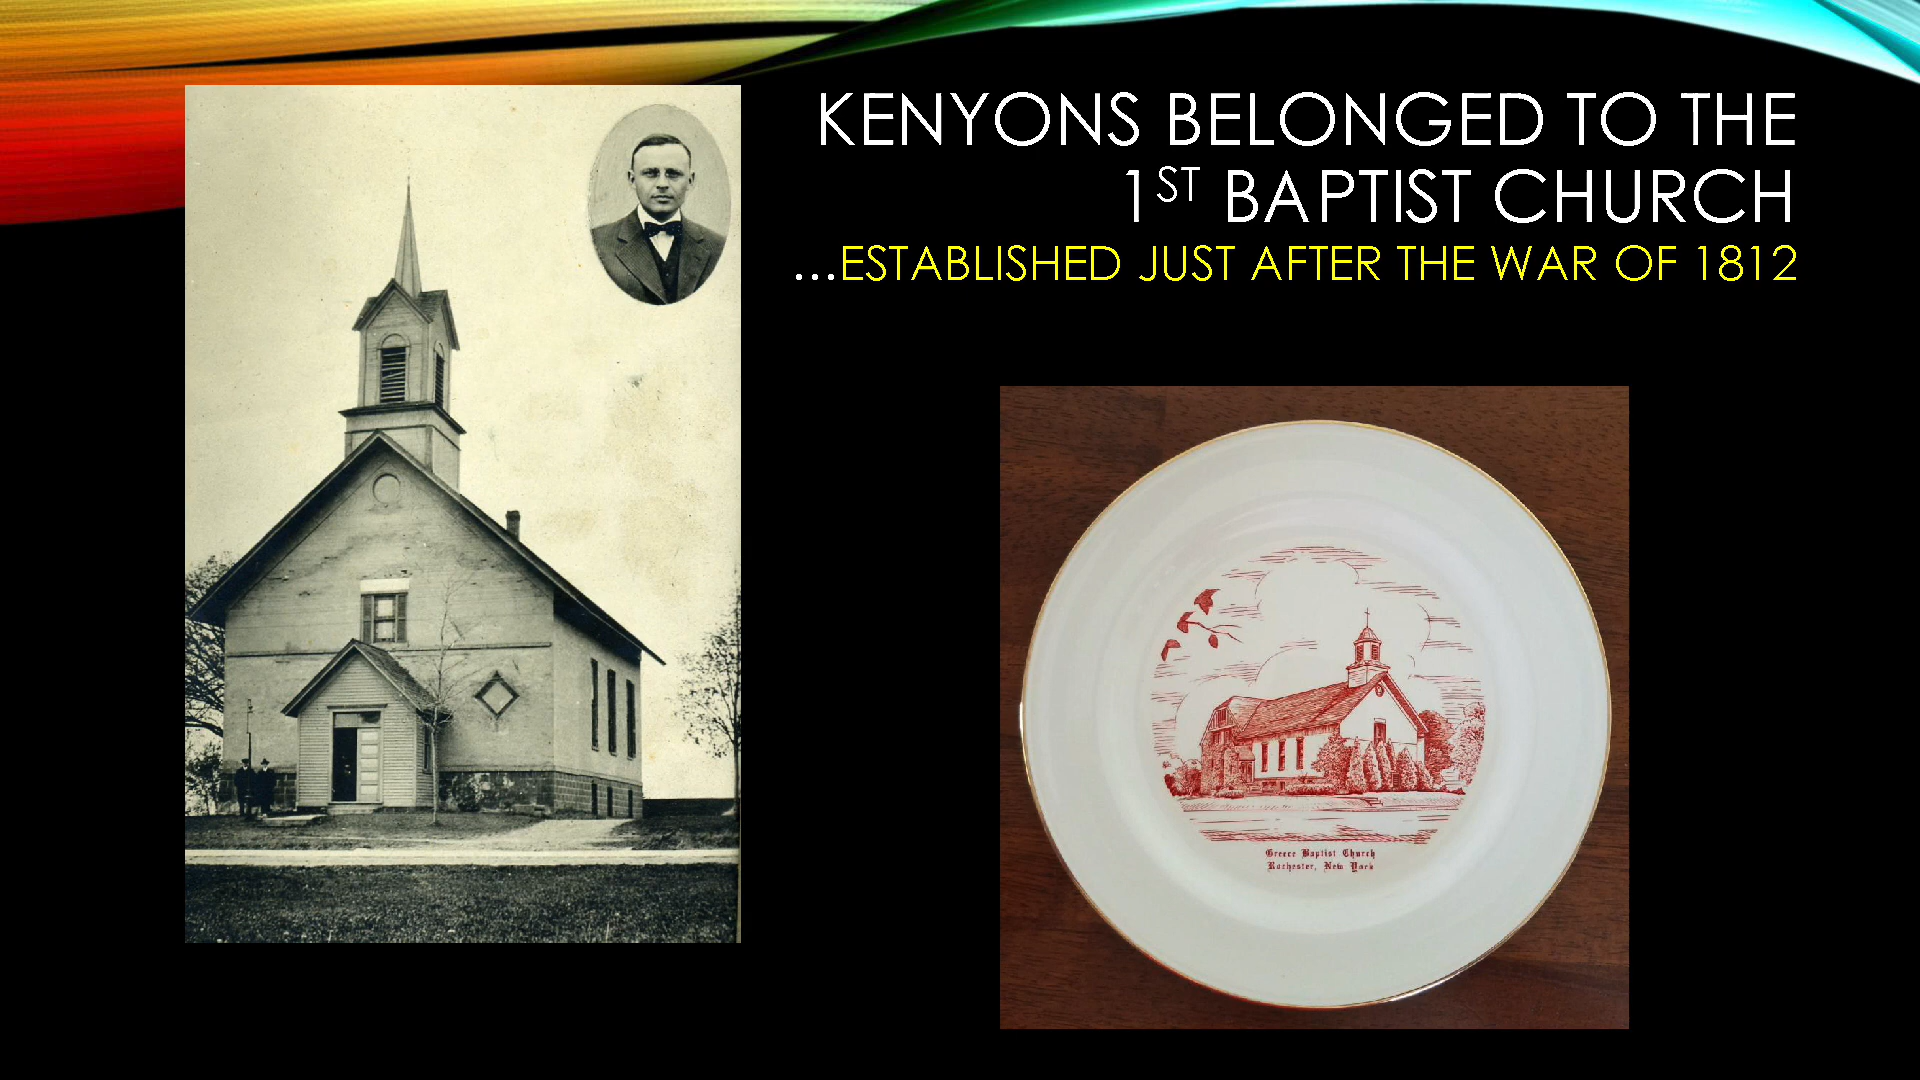 KENYONS BELONGED TO THE
1ST BAPTIST CHURCH
...ESTABLISHED JUST AFTER THE WAR OF 1812
Greece Baptist Church
Rochester, New York